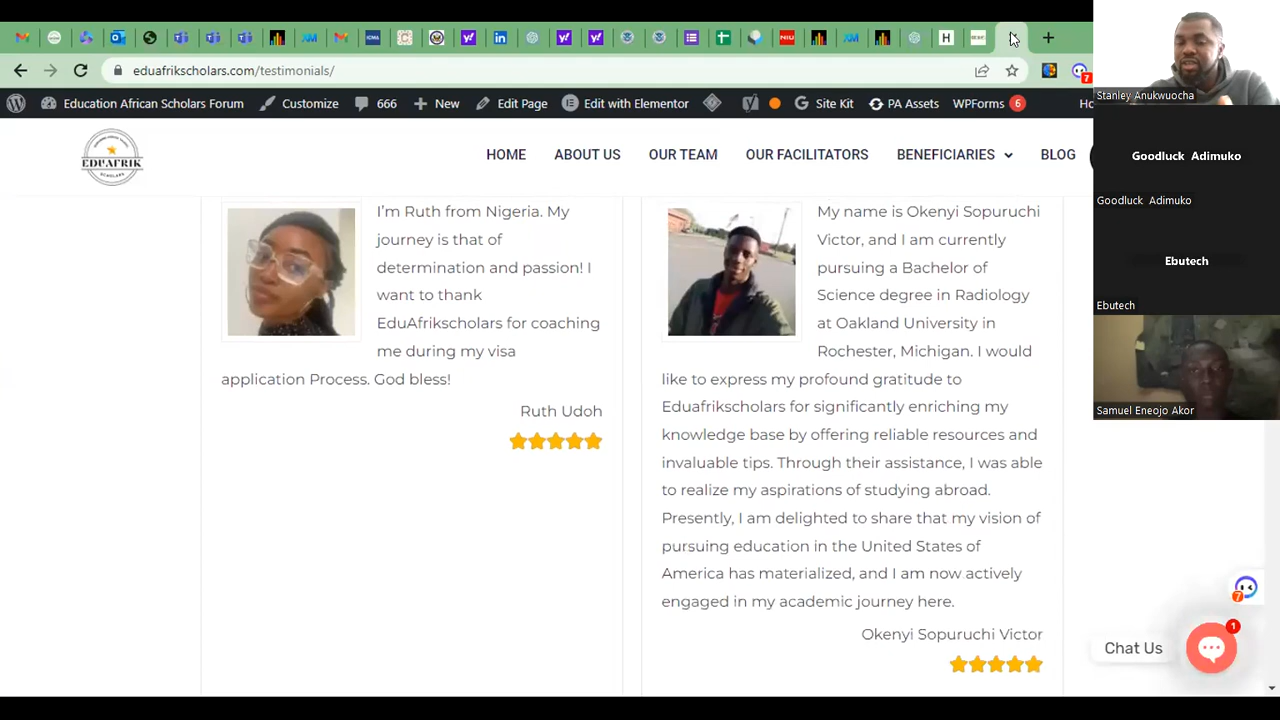 eduafrikscholars.com/testimonials/
7
Education African Scholars Forum
Customize
666
New
Edit Page
Edit with Elementor
Site Kit
PA Assets
WPForms 6
Ho
EDUAFRIK
SCHOLARS
HOME
ABOUT US
OUR TEAM
OUR FACILITATORS
BENEFICIARIES
BLOG
I’m Ruth from Nigeria. My
journey is that of
determination and passion! I
want to thank
EduAfrikscholars for coaching
me during my visa
application Process. God bless!
Ruth Udoh
My name is Okenyi Sopuruchi
Victor, and I am currently
pursuing a Bachelor of
Science degree in Radiology
at Oakland University in
Rochester, Michigan. I would
like to express my profound gratitude to
Eduafrikscholars for significantly enriching my
knowledge base by offering reliable resources and
invaluable tips. Through their assistance, I was able
to realize my aspirations of studying abroad.
Presently, I am delighted to share that my vision of
pursuing education in the United States of
America has materialized, and I am now actively
engaged in my academic journey here.
Okenyi Sopuruchi Victor
Stanley Anukwuocha
Goodluck Adimuko
Goodluck Adimuko
Ebutech
Ebutech
Samuel Eneojo Akor
7
Chat Us
1